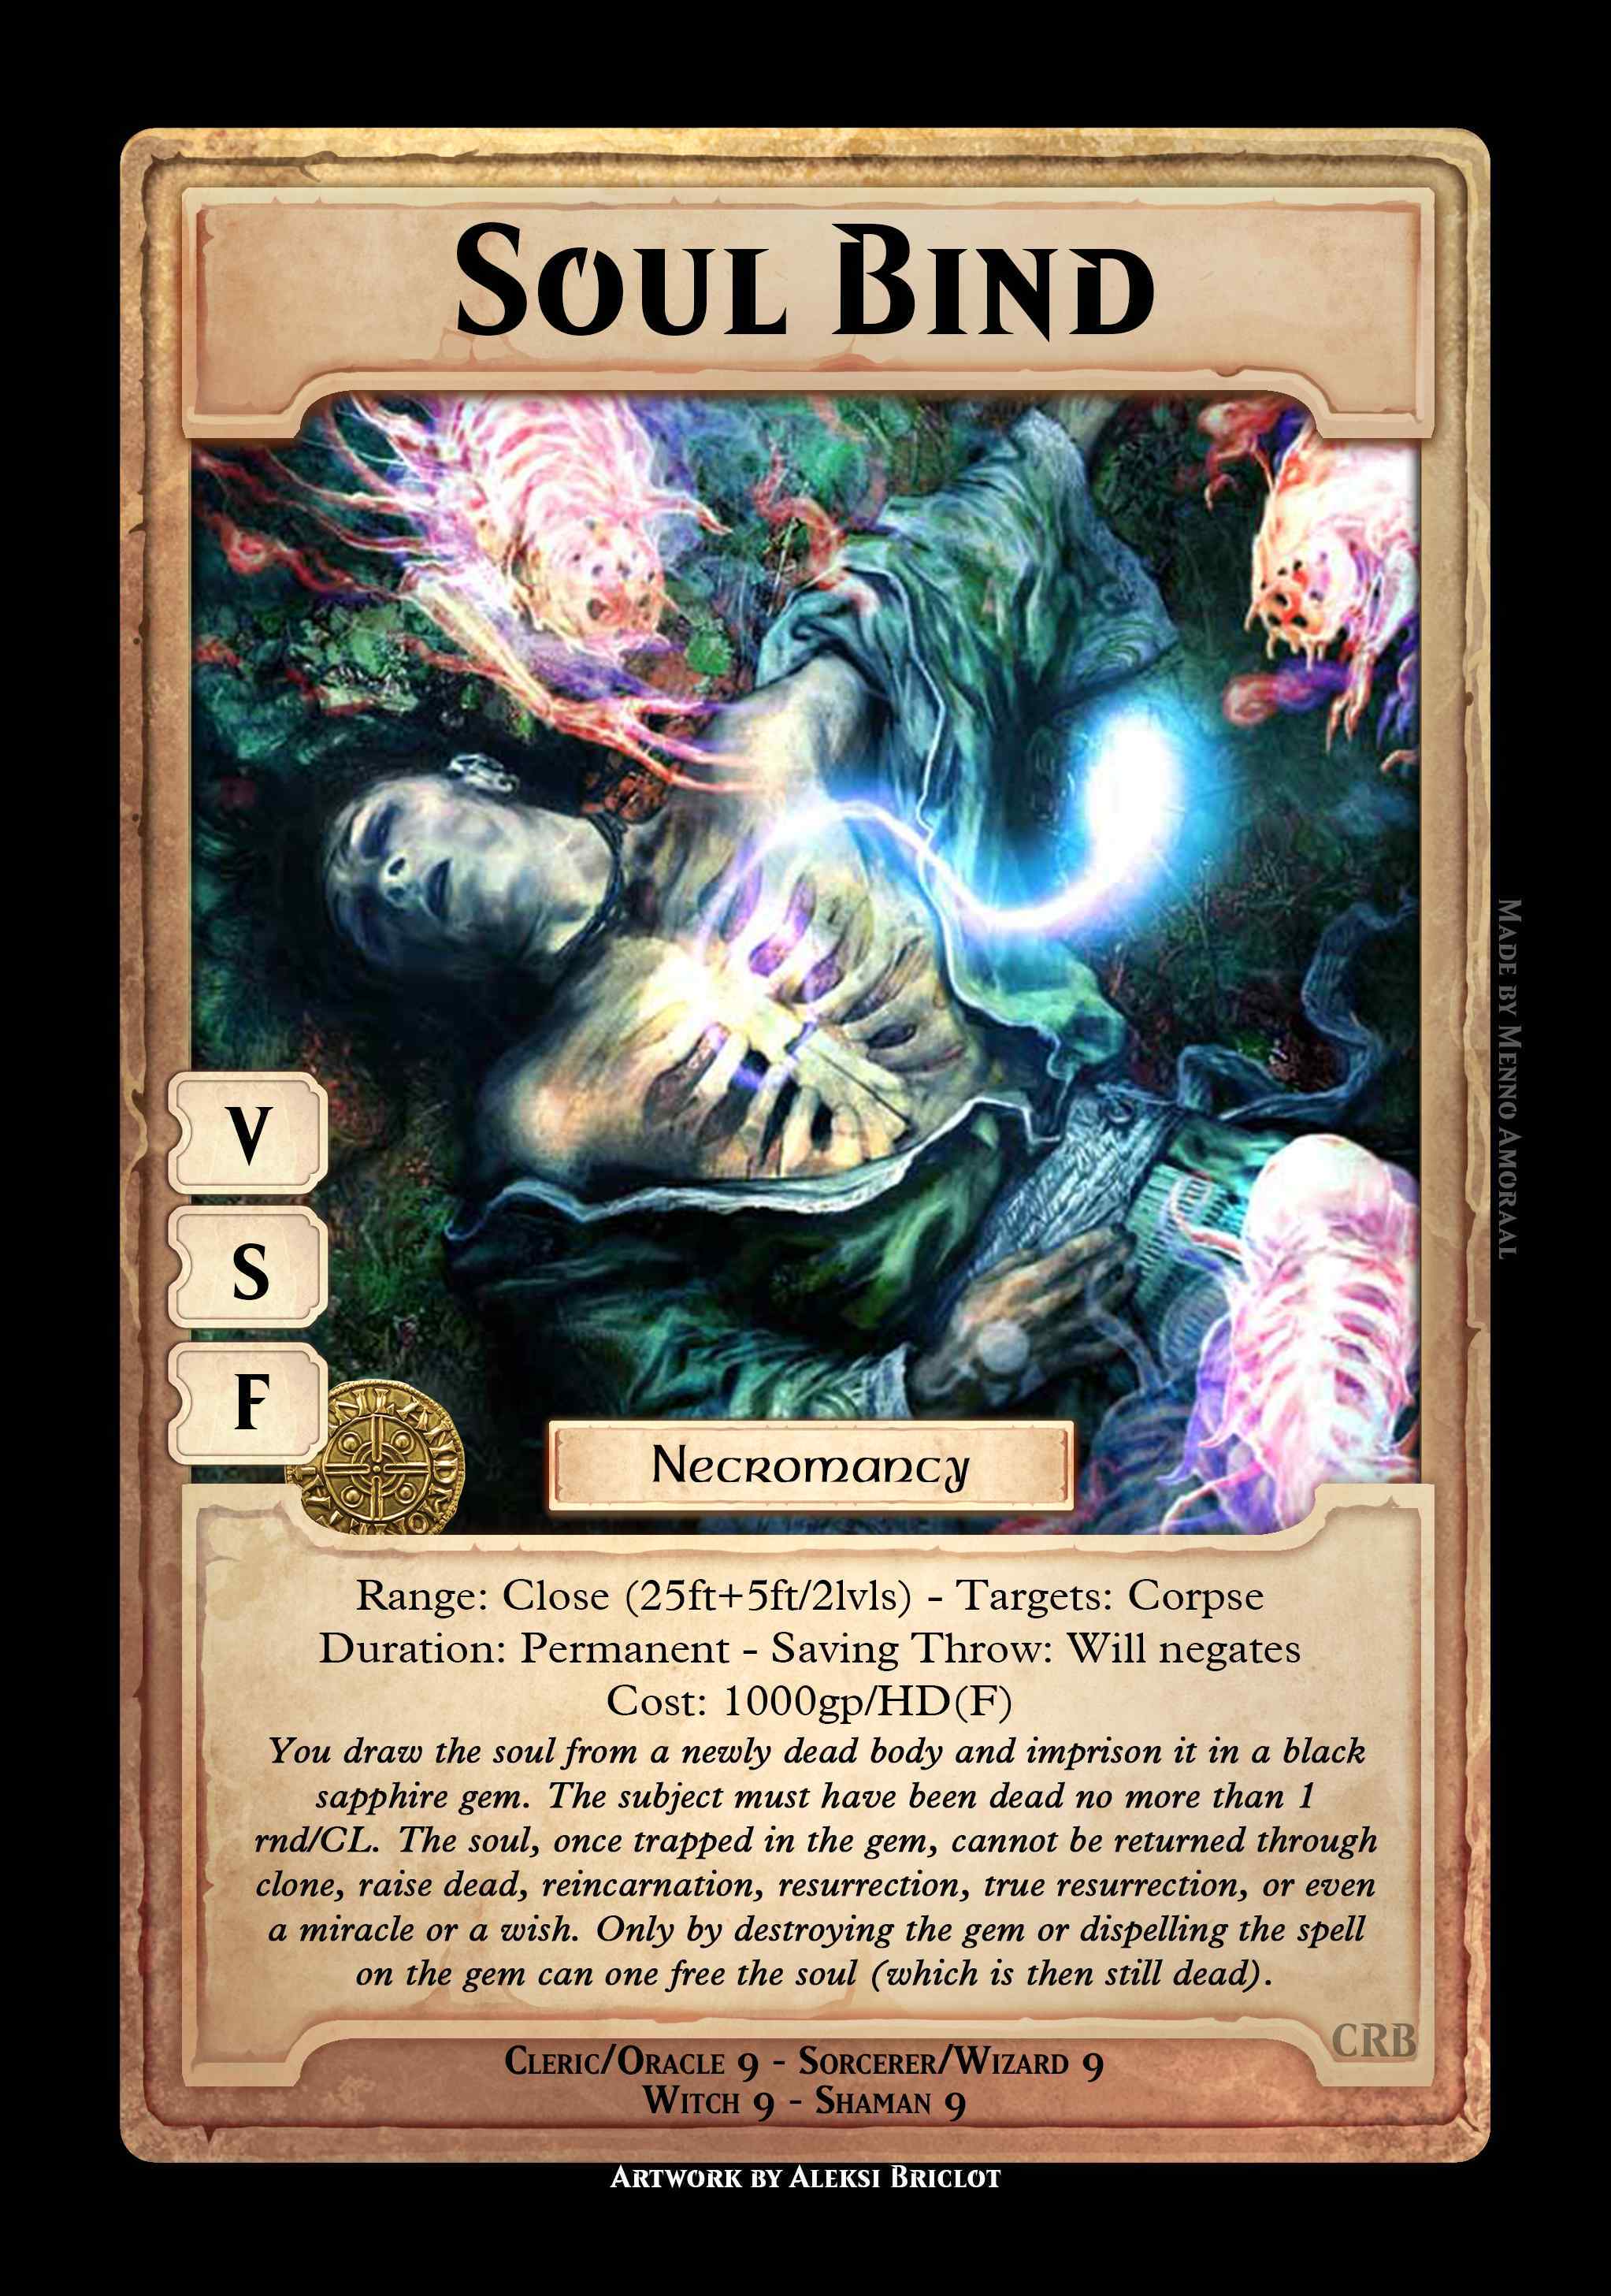 Soul Bind
V
S
F
Necromancy
Range: Close (25ft+5ft/2lvls) - Targets: Corpse
Duration: Permanent - Saving Throw: Will negates
Cost: 1000gp/HD(F)
You draw the soul from a newly dead body and imprison it in a black
sapphire gem. The subject must have been dead no more than 1
rnd/CL. The soul, once trapped in the gem, cannot be returned through
clone, raise dead, reincarnation, resurrection, true resurrection, or even
a miracle or a wish. Only by destroying the gem or dispelling the spell
on the gem can one free the soul (which is then still dead).
CRB
Cleric/Oracle 9 - Sorcerer/Wizard 9
Witch 9 - Shaman 9
Artwork by Aleksi Briclot
Made by Menno Amoraal